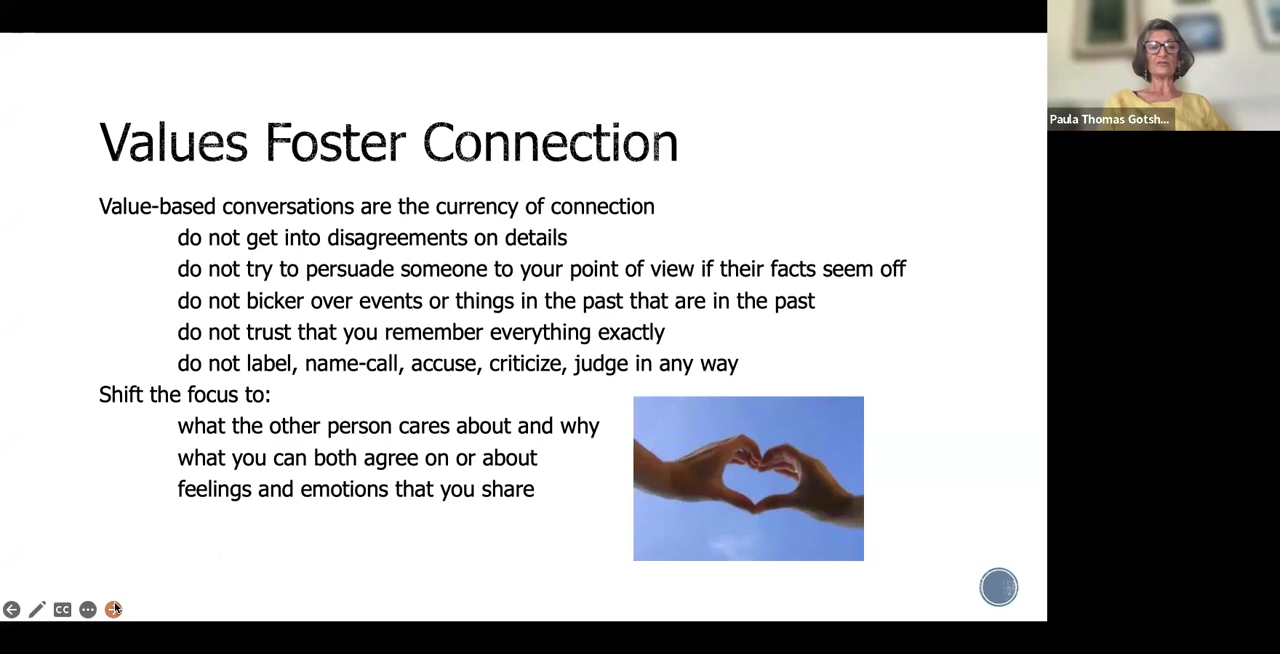 Values Foster Connection
Value-based conversations are the currency of connection
do not get into disagreements on details
do not try to persuade someone to your point of view if their facts seem off
do not bicker over events or things in the past that are in the past
do not trust that you remember everything exactly
do not label, name-call, accuse, criticize, judge in any way
Shift the focus to:
what the other person cares about and why
what you can both agree on or about
feelings and emotions that you share
Paula Thomas Gotsh...
CC